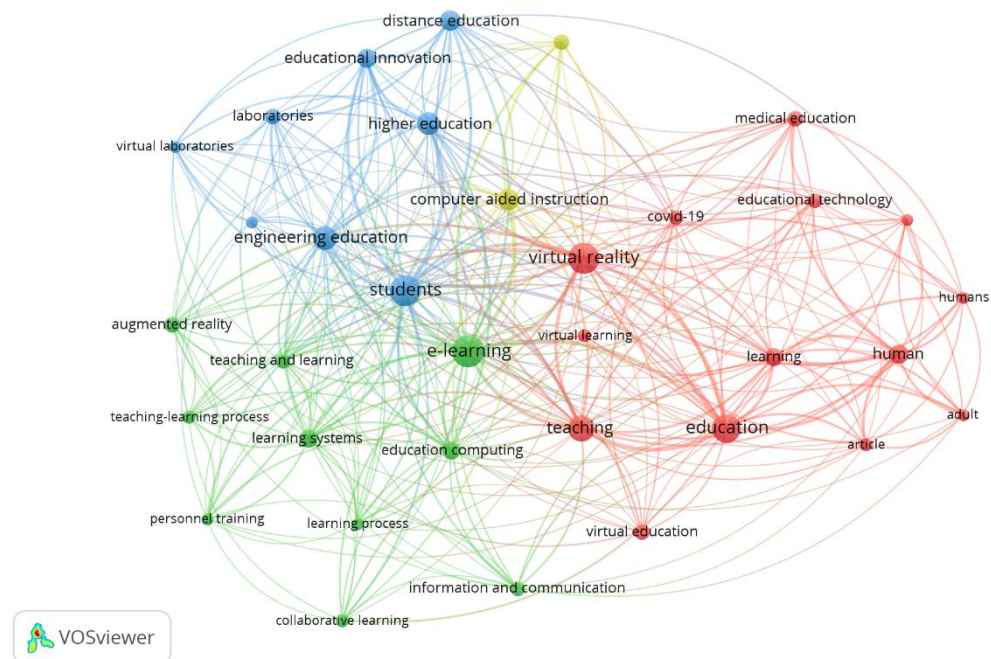 distance education
educational innovation
laboratories
higher education
medical education
virtual laboratories
computer aided instruction
educational technology
covid-19
engineering education
virtual reality
students
humans
augmented reality
virtual learning
e-learning
teaching and learning
learning
human
teaching-learning process
learning systems
teaching
education
adult
education computing
article
personnel training
learning process
virtual education
information and communication
collaborative learning
VOSviewer